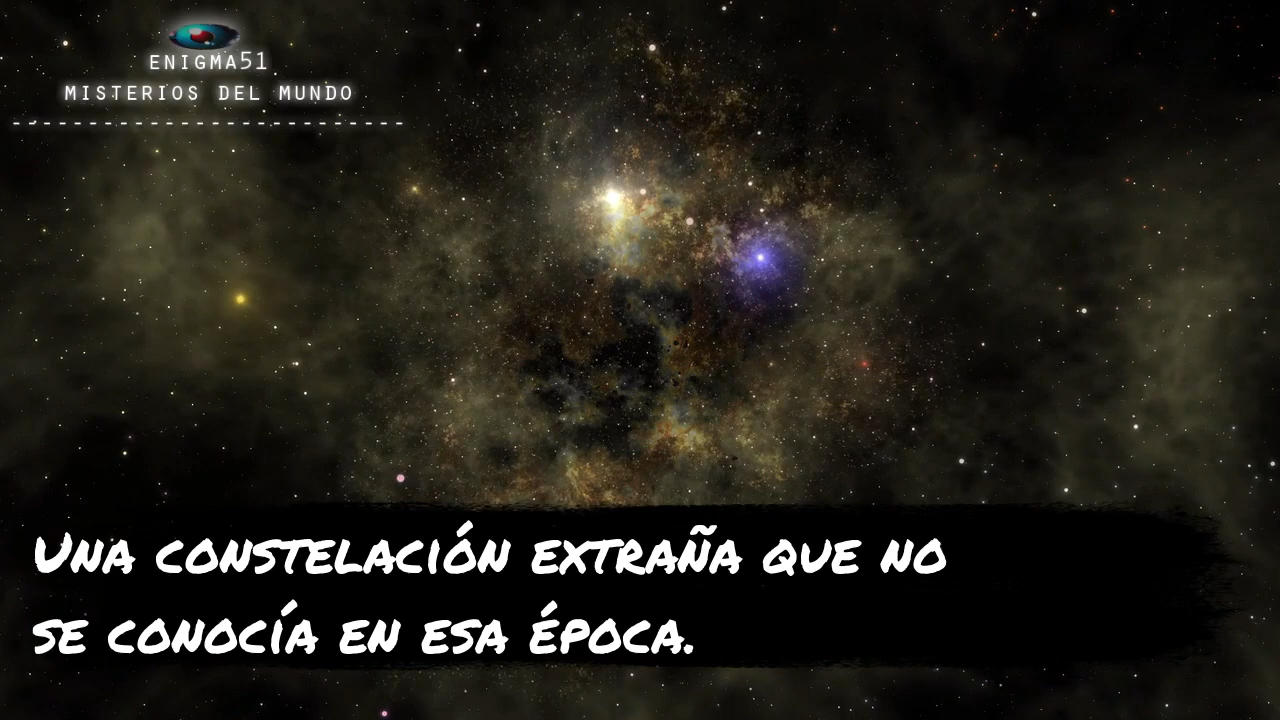 ENIGMA51
MISTERIOS DEL MUNDO
UNA CONSTELACIÓN EXTRAÑA QUE NO
SE CONOCÍA EN ESA ÉPOCA.